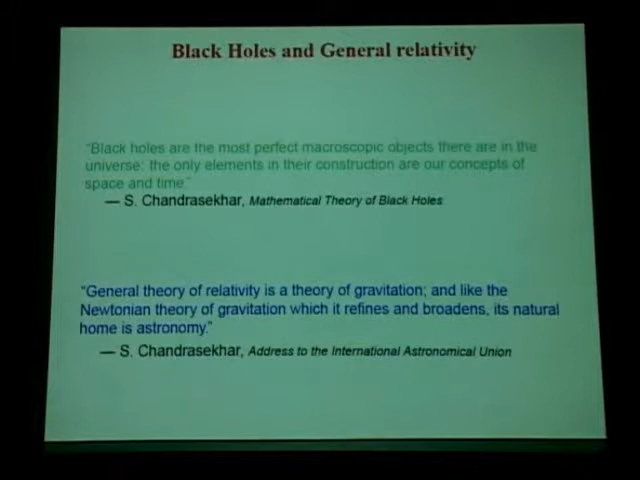 Black Holes and General relativity
"Black holes are the most perfect macroscopic objects there are in the
universe: the only elements in their construction are our concepts of
space and time."
— S. Chandrasekhar, Mathematical Theory of Black Holes
"General theory of relativity is a theory of gravitation; and like the
Newtonian theory of gravitation which it refines and broadens, its natural
home is astronomy."
— S. Chandrasekhar, Address to the International Astronomical Union